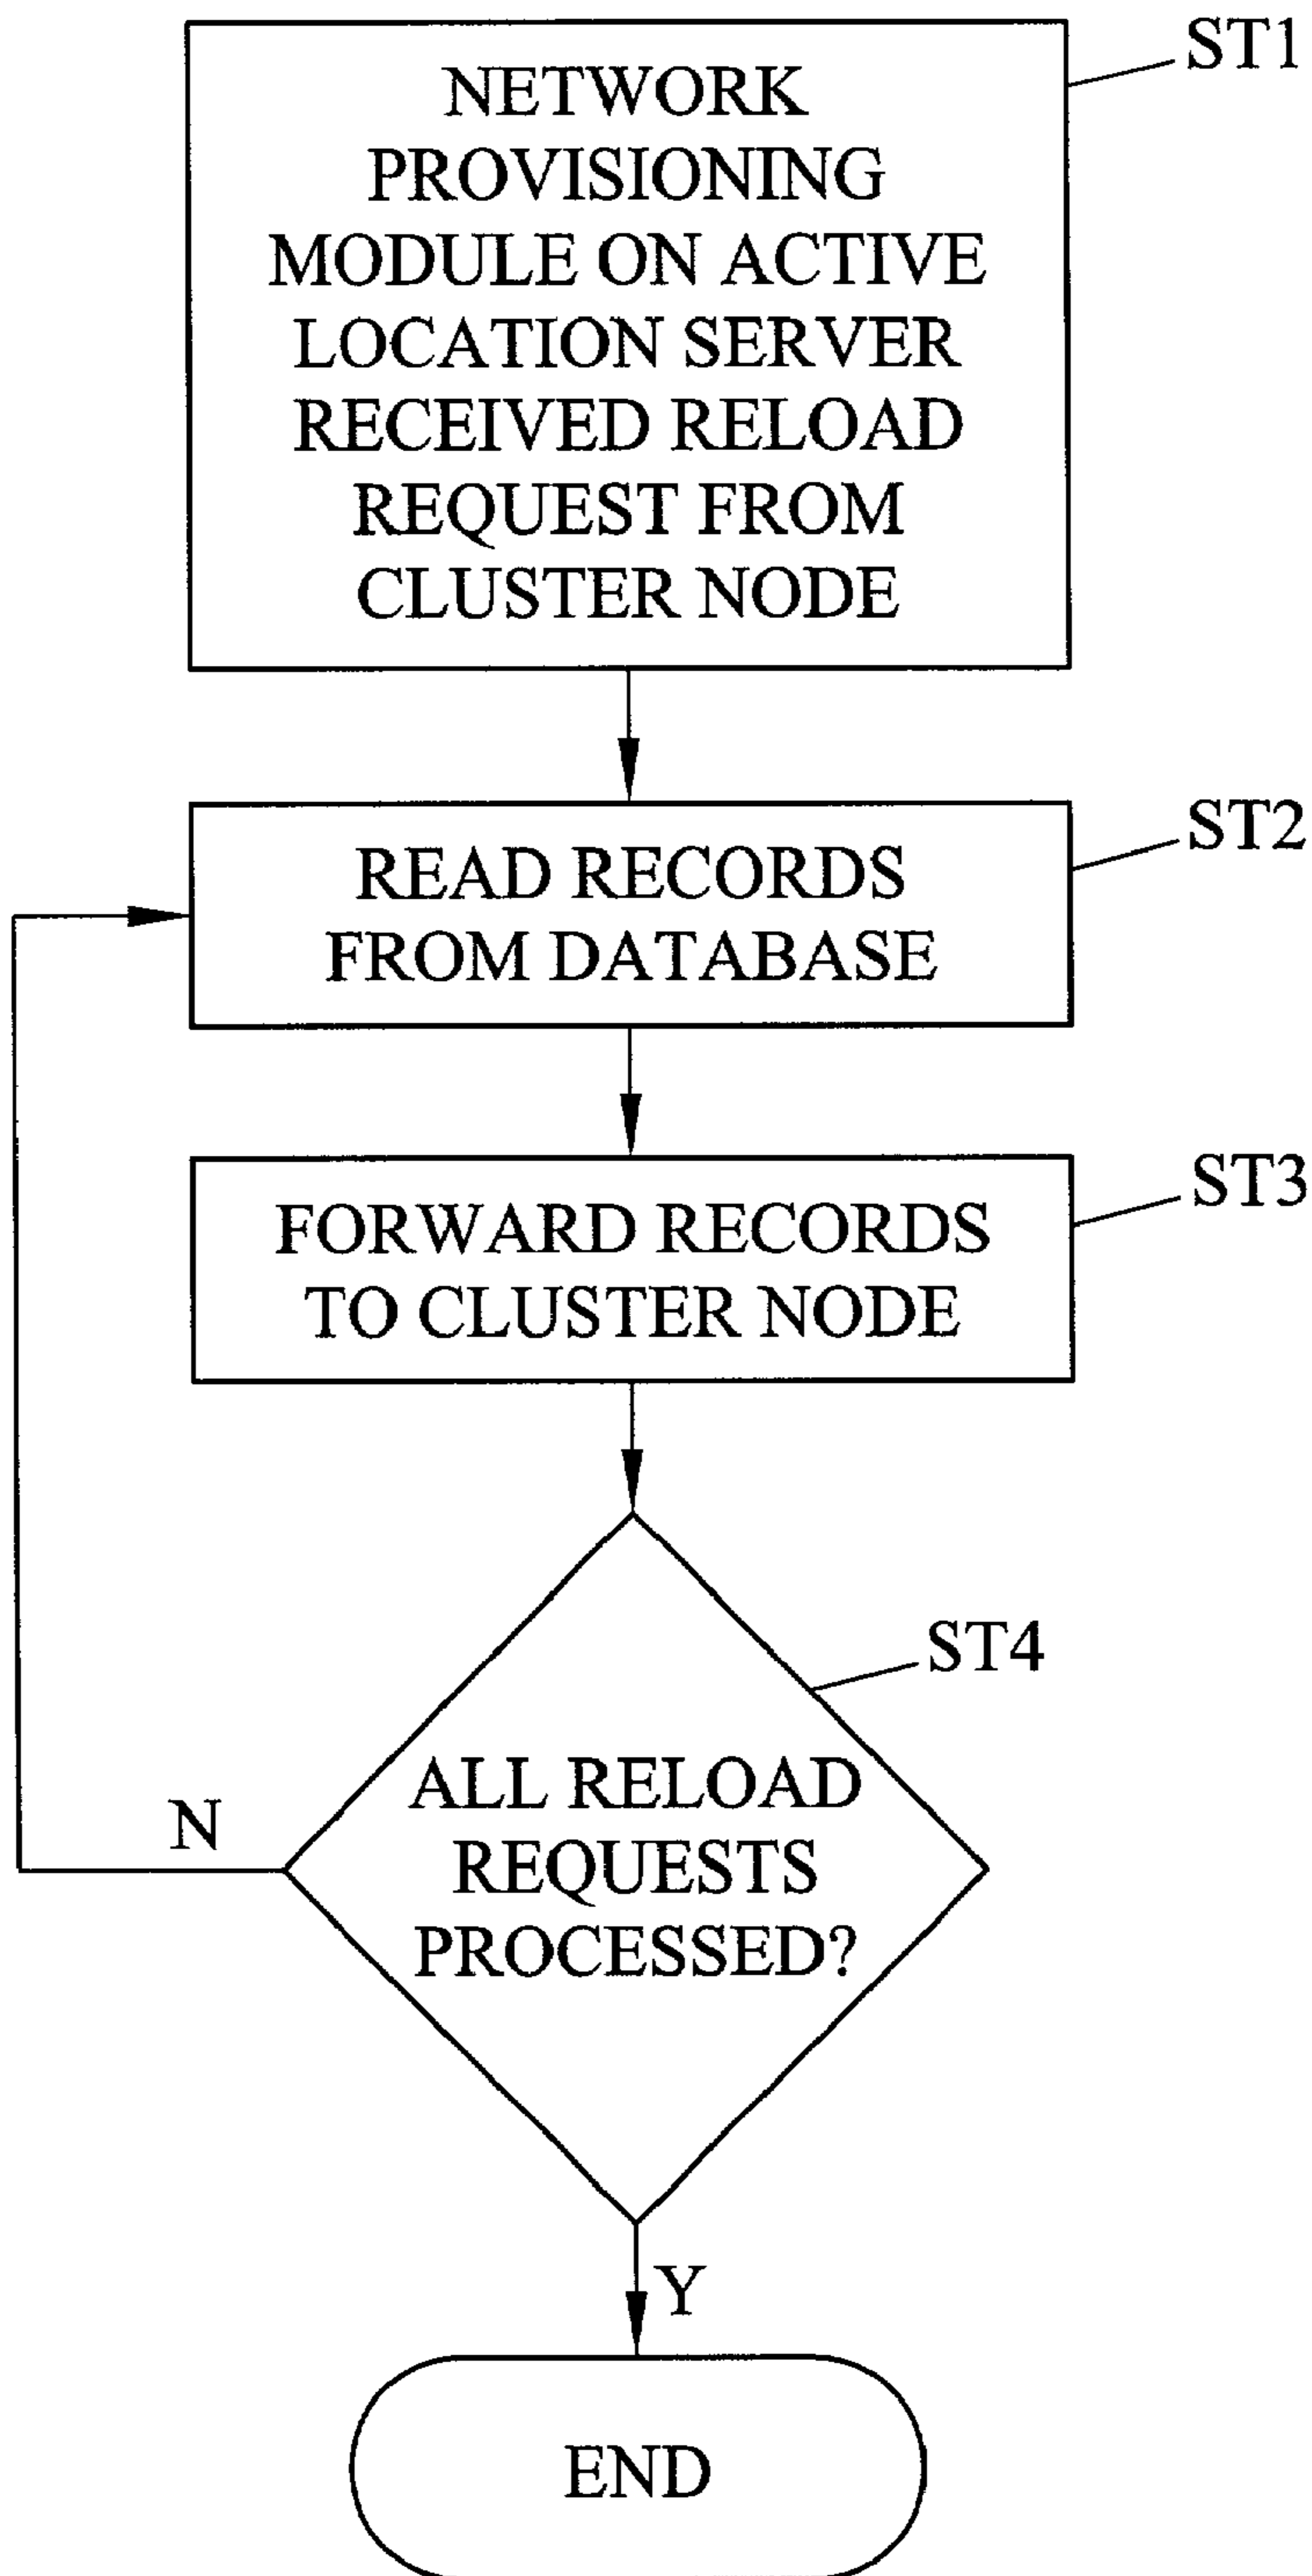 ST1
NETWORK
PROVISIONING
MODULE ON ACTIVE
LOCATION SERVER
RECEIVED RELOAD
REQUEST FROM
CLUSTER NODE
ST2
READ RECORDS
FROM DATABASE
ST3
FORWARD RECORDS
TO CLUSTER NODE
ST4
ALL RELOAD
REQUESTS
PROCESSED?
N
Y
END